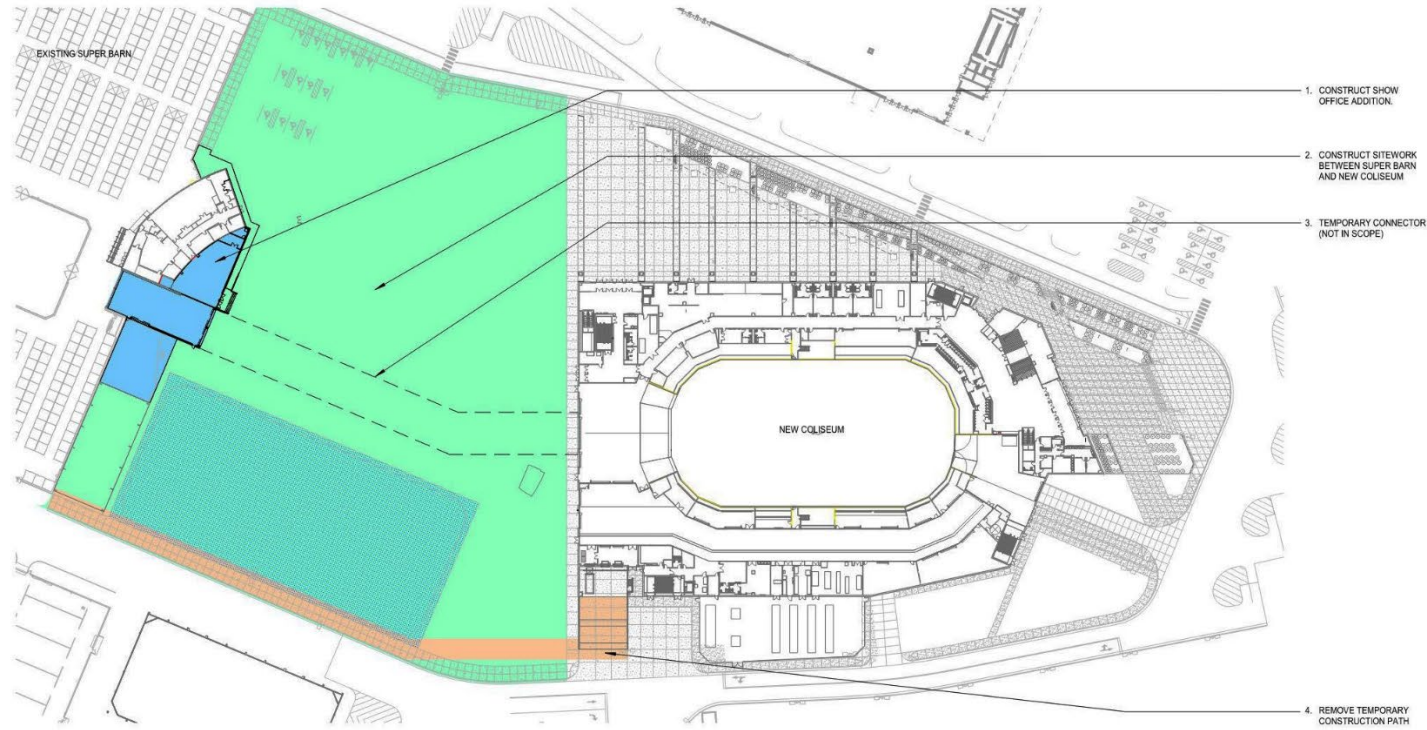 EXISTING SUPER BARN
1. CONSTRUCT SHOW
OFFICE ADDITION.
2. CONSTRUCT SITEWORK
BETWEEN SUPER BARN
AND NEW COLISEUM
3. TEMPORARY CONNECTOR
(NOT IN SCOPE)
NEW COLISEUM
4. REMOVE TEMPORARY
CONSTRUCTION PATH